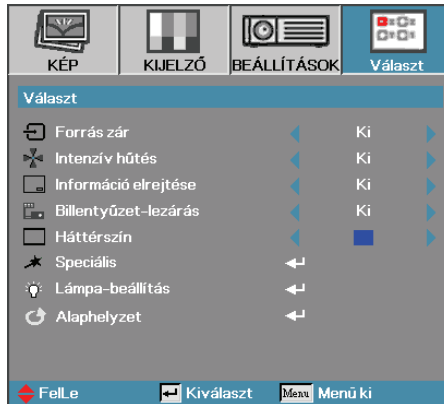 KÉP KIJELZŐ BEÁLLÍTÁSOK Választ
Választ
Forrás zár Ki
Intenzív hűtés Ki
Információ elrejtése Ki
Billentyűzet-lezárás Ki
Háttérszín
Speciális
Lámpa-beállítás
Alaphelyzet
FelLe Kiválaszt Menu Menü ki